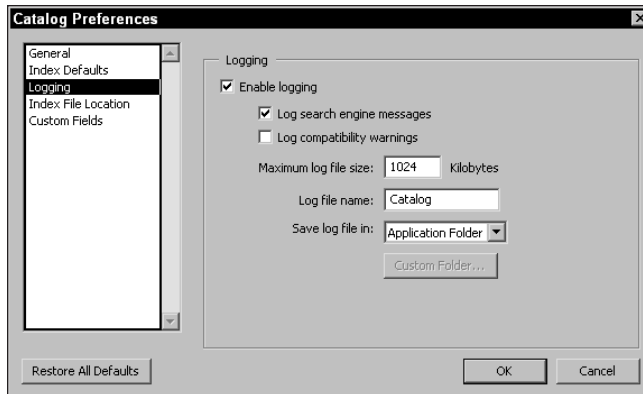 Catalog Preferences
General
Index Defaults
Logging
Index File Location
Custom Fields
Logging
Enable logging
Log search engine messages
Log compatibility warnings
Maximum log file size: 1024 Kilobytes
Log file name: Catalog
Save log file in: Application Folder
Custom Folder...
Restore All Defaults OK Cancel